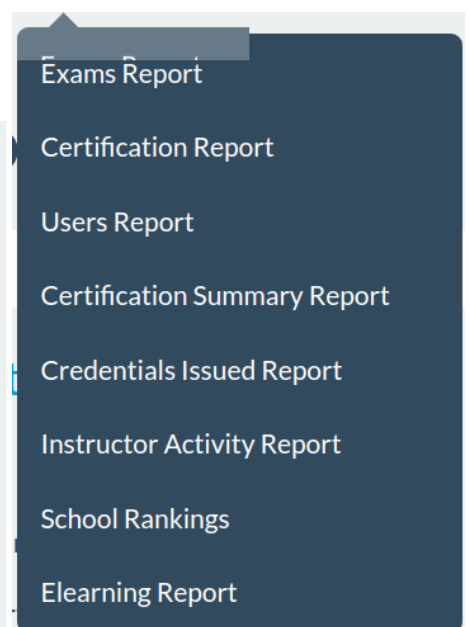 Exams Report
Certification Report
Users Report
Certification Summary Report
Credentials Issued Report
Instructor Activity Report
School Rankings
Elearning Report